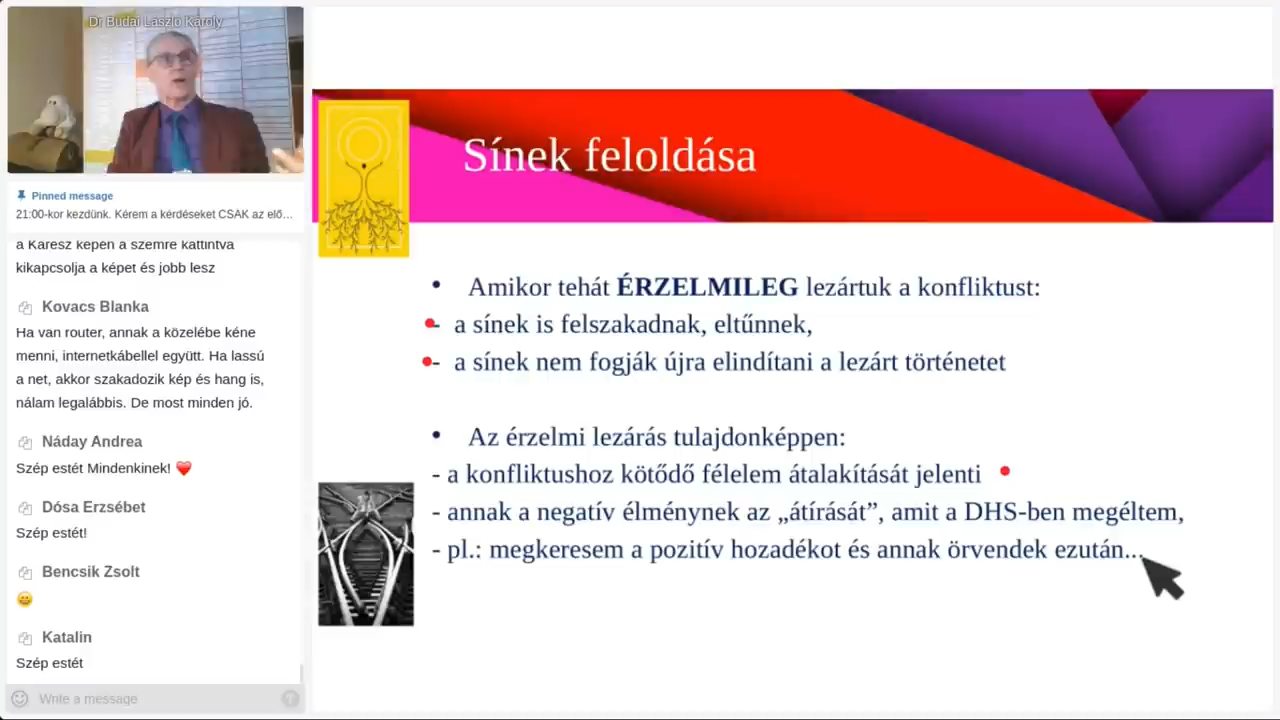 Dr Budai László Károly
Pinned message
21:00-kor kezdünk. Kérem a kérdéseket CSAK az elő…
a Karesz képén a szemre kattintva
kikapcsolja a képet és jobb lesz
Kovacs Blanka
Ha van router, annak a közelébe kéne
menni, internetkábellel együtt. Ha lassú
a net, akkor szakadozik kép és hang is,
nálam legalábbis. De most minden jó.
Náday Andrea
Szép estét Mindenkinek! ❤️
Dósa Erzsébet
Szép estét!
Bencsik Zsolt
😀
Katalin
Szép estét
Write a message
Sínek feloldása
• Amikor tehát ÉRZELMILEG lezártuk a konfliktust:
- a sínek is felszakadnak, eltűnnek,
- a sínek nem fogják újra elindítani a lezárt történetet
• Az érzelmi lezárás tulajdonképpen:
- a konfliktushoz kötődő félelem átalakítását jelenti
- annak a negatív élménynek az „átírását”, amit a DHS-ben megéltem,
- pl.: megkeresem a pozitív hozadékot és annak örvendek ezután...